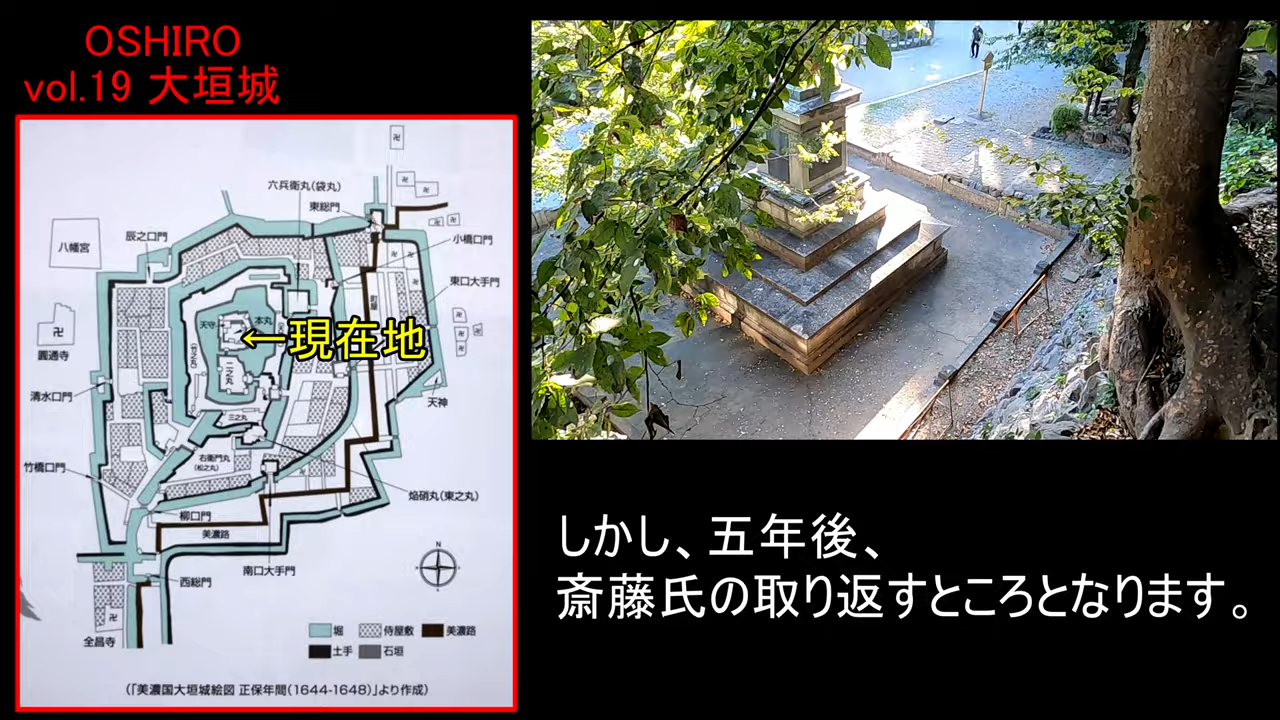 OSHIRO
vol.19 大垣城
六兵衛丸(袋丸)
東総門
小橋口門
辰之口門
八幡宮
東口大手門
天守
本丸
←現在地
二之丸
圓通寺
清水口門
天神
三之丸
右衛門丸
(松之丸)
竹橋口門
焔硝丸(東之丸)
柳口門
美濃路
南口大手門
西総門
N
全昌寺
堀
侍屋敷
美濃路
土手
石垣
(「美濃国大垣城絵図 正保年間(1644-1648)」より作成)
しかし、五年後、
斎藤氏の取り返すところとなります。